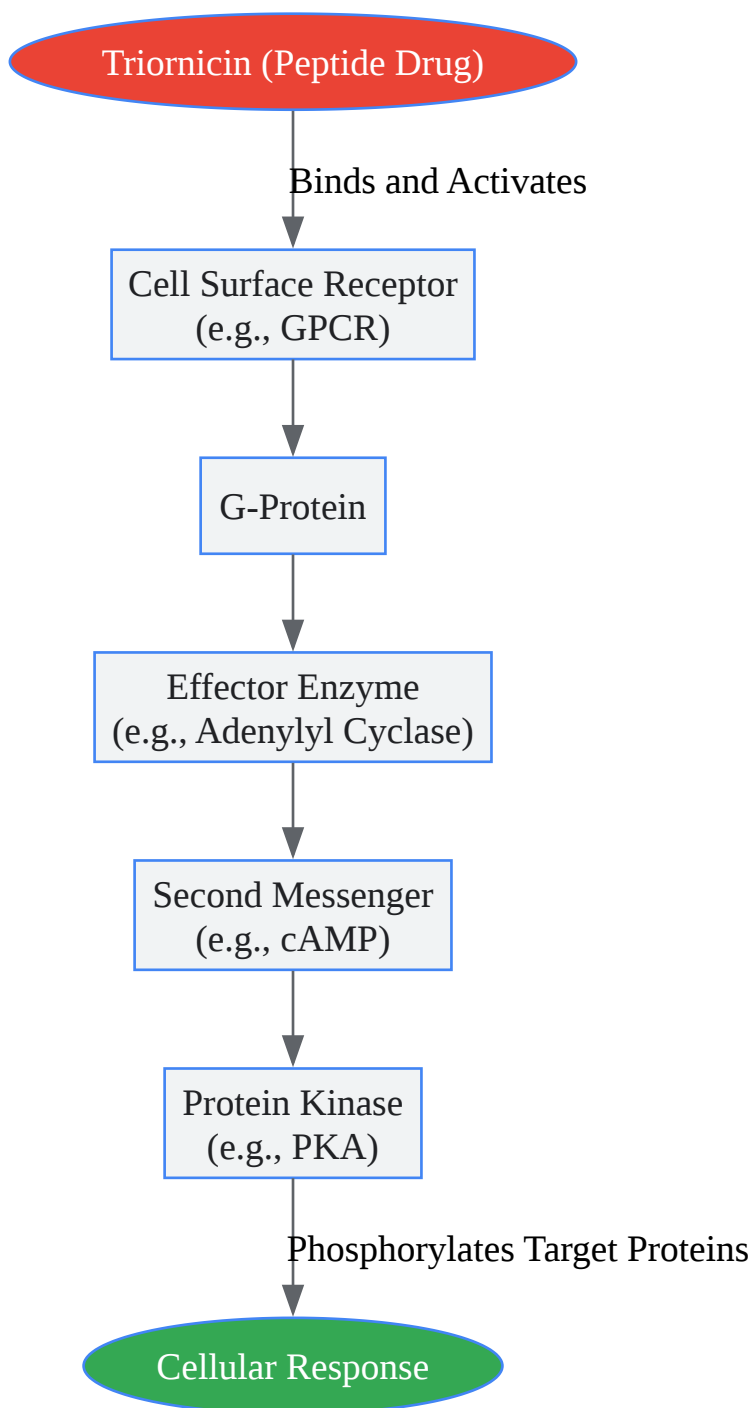 Triornicin (Peptide Drug)
Binds and Activates
Cell Surface Receptor
(e.g., GPCR)
G-Protein
Effector Enzyme
(e.g., Adenylyl Cyclase)
Second Messenger
(e.g., cAMP)
Protein Kinase
(e.g., PKA)
Phosphorylates Target Proteins
Cellular Response